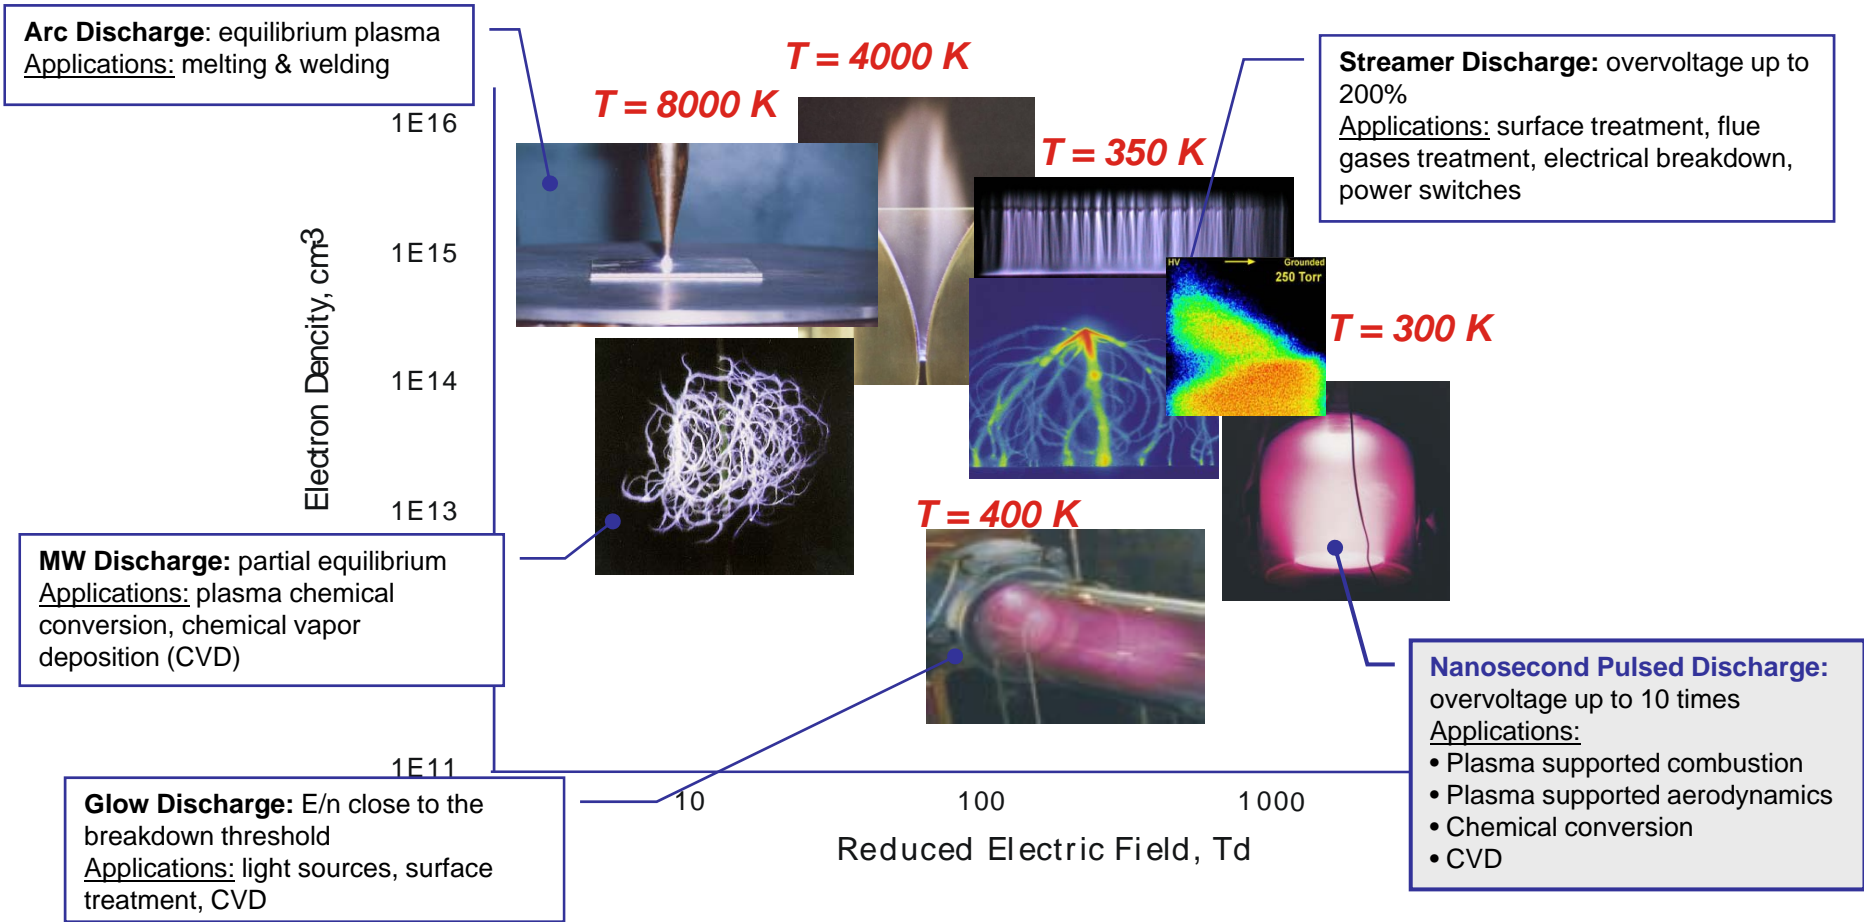 Arc Discharge: equilibrium plasma
Applications: melting & welding
T = 4000 K
T = 8000 K
T = 350 K
Streamer Discharge: overvoltage up to
200%
Applications: surface treatment, flue
gases treatment, electrical breakdown,
power switches
1E16
1E15
1E14
1E13
1E11
Electron Dencity, cm3
HV
Grounded
250 Torr
T = 300 K
T = 400 K
MW Discharge: partial equilibrium
Applications: plasma chemical
conversion, chemical vapor
deposition (CVD)
Nanosecond Pulsed Discharge:
overvoltage up to 10 times
Applications:
• Plasma supported combustion
• Plasma supported aerodynamics
• Chemical conversion
• CVD
Glow Discharge: E/n close to the
breakdown threshold
Applications: light sources, surface
treatment, CVD
10
100
1000
Reduced Electric Field, Td